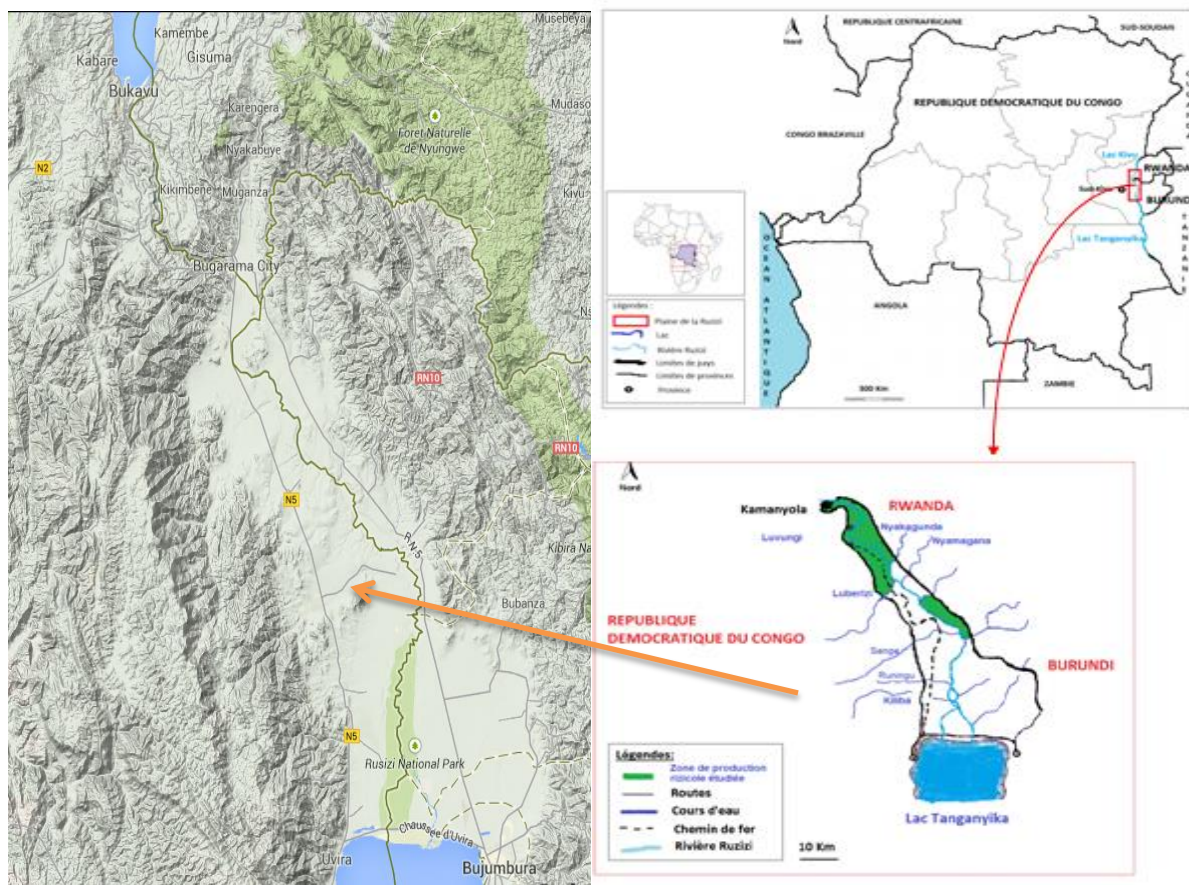 Kamembe
Musebeya
Kabare
Gisuma
Bukavu
Karengera
Mudaso
Foret Naturelle
de Nyungwe
Nyakabuye
N2
Kikimbene
Muganza
Kivu
Bugarama City
RN10
RN10
N5
RN5
Kibira Na
Bubanza
N5
Rusizi National Park
Chaussée d'Uvira
Uvira
Bujumbura
REPUBLIQUE CENTRAFRICAINE
SUD-SOUDAN
Nord
REPUBLIQUE DEMOCRATIQUE DU CONGO
CONGO BRAZAVILLE
Lac Kivu
RWANDA
BURUNDI
Lac Tanganyika
TANZANIE
OCEAN ATLANTIQUE
ANGOLA
ZAMBIE
Légendes :
Plaine de la Ruzizi
Lac
Rivière Ruzizi
Limites de pays
Limites de provinces
Province
500 Km
Nord
Kamanyola
RWANDA
Nyakagunda
Luvungi
Nyamagana
Luberizi
REPUBLIQUE
DEMOCRATIQUE DU CONGO
Sange
BURUNDI
Runingu
Kiliba
Légendes:
Zone de production
rizicole étudiée
Routes
Cours d'eau
Chemin de fer
Rivière Ruzizi
Lac Tanganyika
10 Km